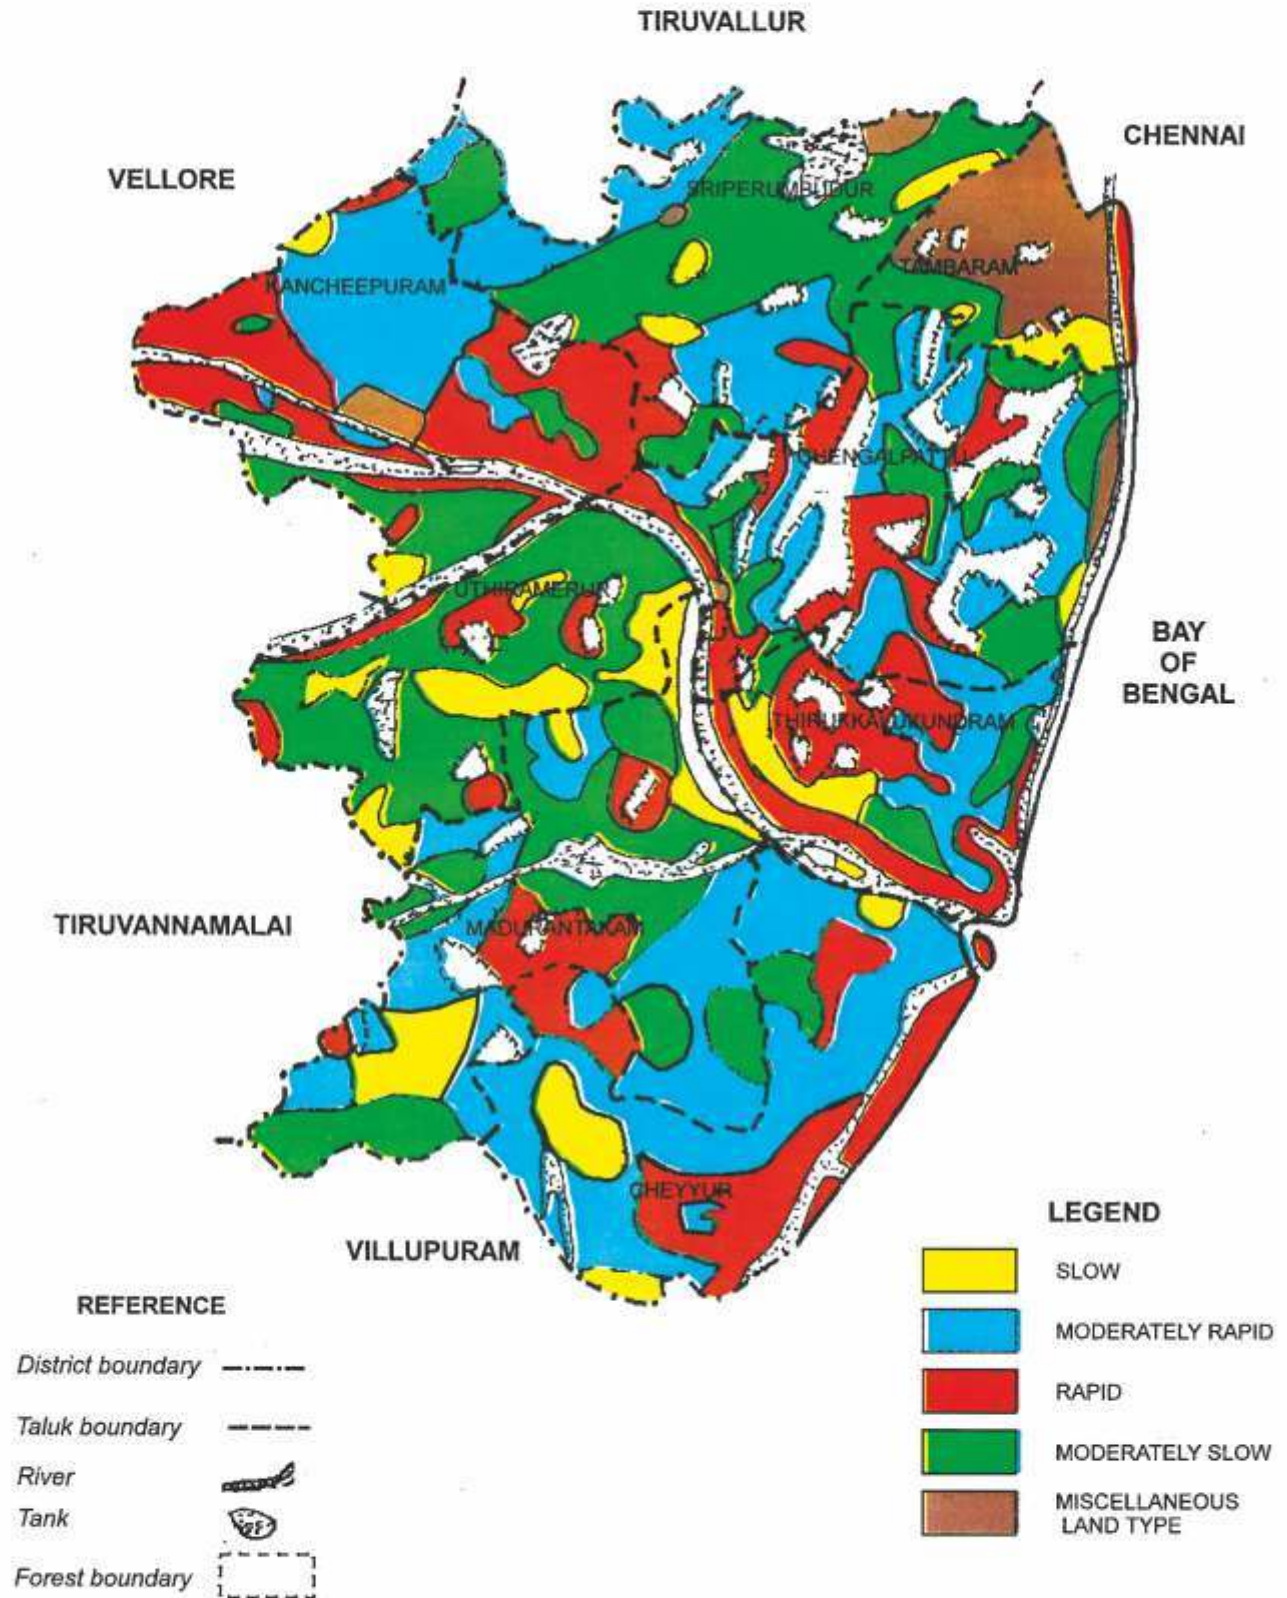 TIRUVALLUR
CHENNAI
VELLORE
SRIPERUMBUDUR
TAMBARAM
KANCHEEPURAM
CHENGALPATTU
UTHIRAMERUR
BAY
OF
BENGAL
THIRUKKALUKUNDRAM
TIRUVANNAMALAI
MADURANTAKAM
CHEYYUR
VILLUPURAM
LEGEND
SLOW
MODERATELY RAPID
RAPID
MODERATELY SLOW
MISCELLANEOUS
LAND TYPE
REFERENCE
District boundary
Taluk boundary
River
Tank
Forest boundary